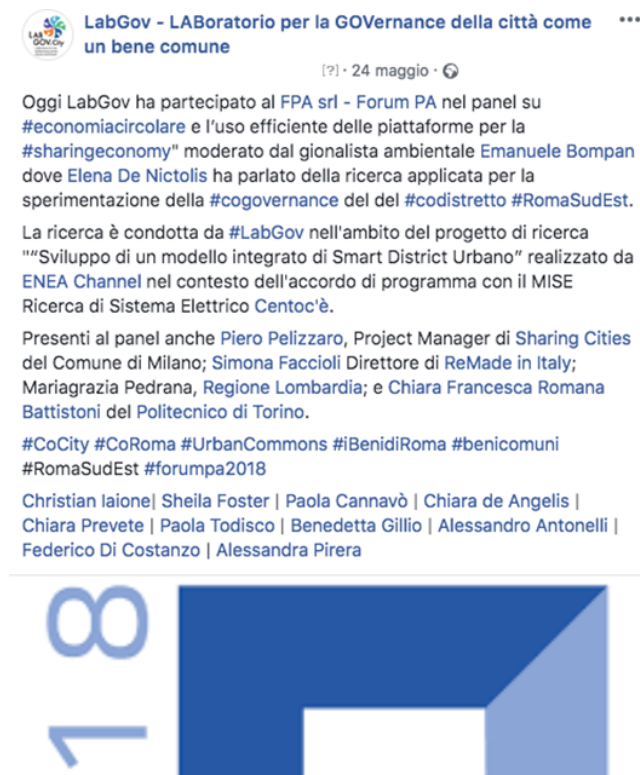 LabGov - LABoratorio per la GOVernance della città come
un bene comune
[?] · 24 maggio ·
Oggi LabGov ha partecipato al FPA srl - Forum PA nel panel su
#economiacircolare e l'uso efficiente delle piattaforme per la
#sharingeconomy" moderato dal gionalista ambientale Emanuele Bompan
dove Elena De Nictolis ha parlato della ricerca applicata per la
sperimentazione della #cogovernance del del #codistretto #RomaSudEst.
La ricerca è condotta da #LabGov nell'ambito del progetto di ricerca
"“Sviluppo di un modello integrato di Smart District Urbano” realizzato da
ENEA Channel nel contesto dell'accordo di programma con il MISE
Ricerca di Sistema Elettrico Centoc'è.
Presenti al panel anche Piero Pelizzaro, Project Manager di Sharing Cities
del Comune di Milano; Simona Faccioli Direttore di ReMade in Italy;
Mariagrazia Pedrana, Regione Lombardia; e Chiara Francesca Romana
Battistoni del Politecnico di Torino.
#CoCity #CoRoma #UrbanCommons #iBenidiRoma #benicomuni
#RomaSudEst #forumpa2018
Christian Iaione| Sheila Foster | Paola Cannavò | Chiara de Angelis |
Chiara Prevete | Paola Todisco | Benedetta Gillio | Alessandro Antonelli |
Federico Di Costanzo | Alessandra Pirera
LAB
GOV.City
18